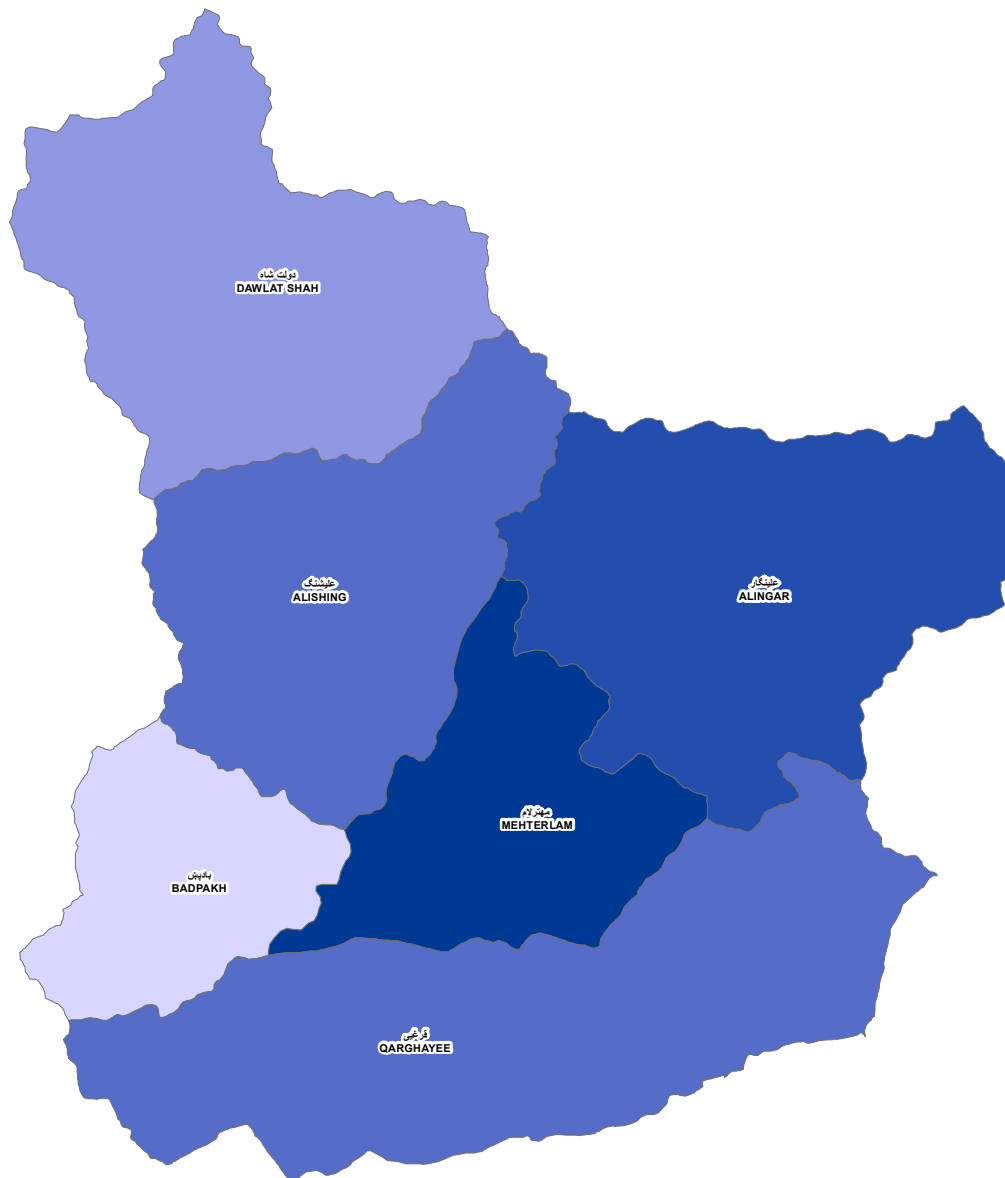 دولت شاه
DAWLAT SHAH
علیشنگ
ALISHING
علینگار
ALINGAR
مهترلام
MEHTERLAM
بادپش
BADPAKH
قرغیی
QARGHAYEE